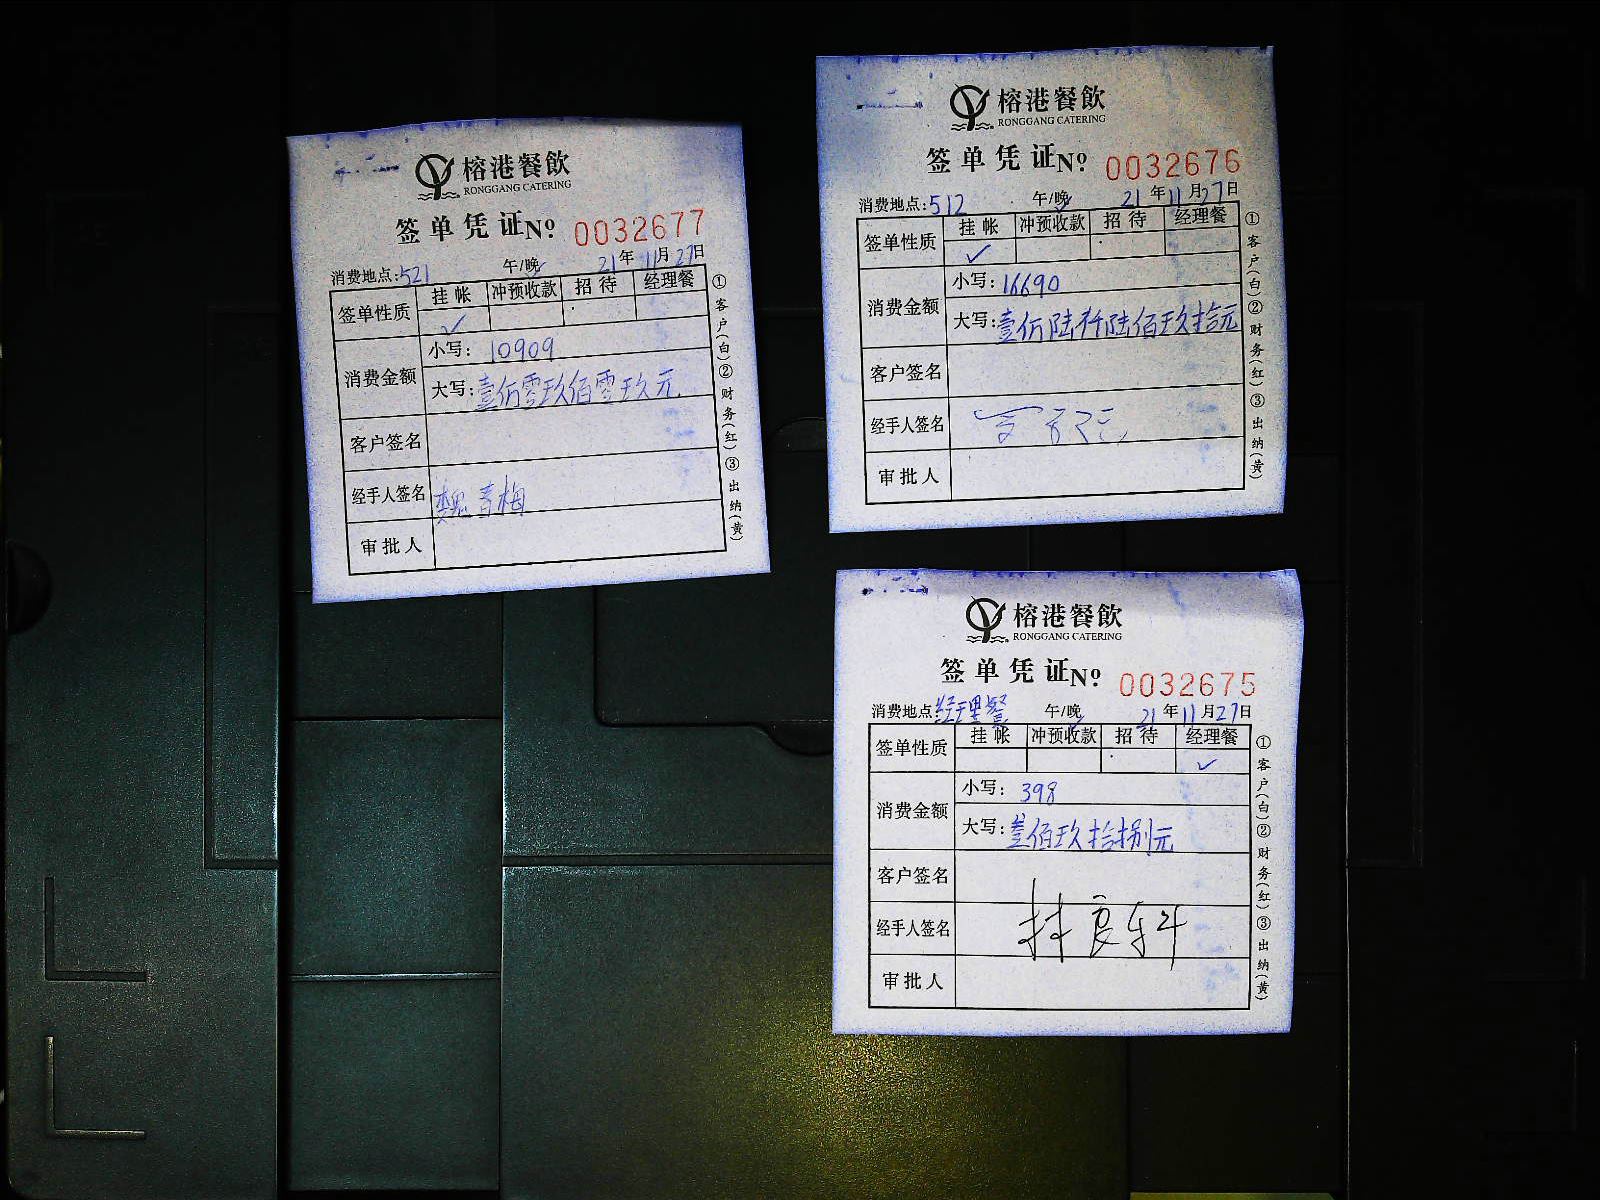 榕港餐飲
RONGGANG CATERING
签单凭证No. 0032677
消费地点:521 午/晚 21年11月27日
签单性质 挂帐 冲预收款 招待 经理餐
✓
消费金额 小写: 10909
大写:壹仟零玖佰零玖元
客户签名
经手人签名 魏青梅
审批人
①客户(白)②财务(红)③出纳(黄)
榕港餐飲
RONGGANG CATERING
签单凭证No. 0032676
消费地点:512 午/晚 21年11月27日
签单性质 挂帐 冲预收款 招待 经理餐
✓
消费金额 小写:16690
大写:壹仟陆仟陆佰玖拾元
客户签名
经手人签名
审批人
①客户(白)②财务(红)③出纳(黄)
榕港餐飲
RONGGANG CATERING
签单凭证No. 0032675
消费地点:经理餐 午/晚 21年11月27日
签单性质 挂帐 冲预收款 招待 经理餐
✓
消费金额 小写: 398
大写:叁佰玖拾捌元
客户签名
经手人签名
审批人
①客户(白)②财务(红)③出纳(黄)